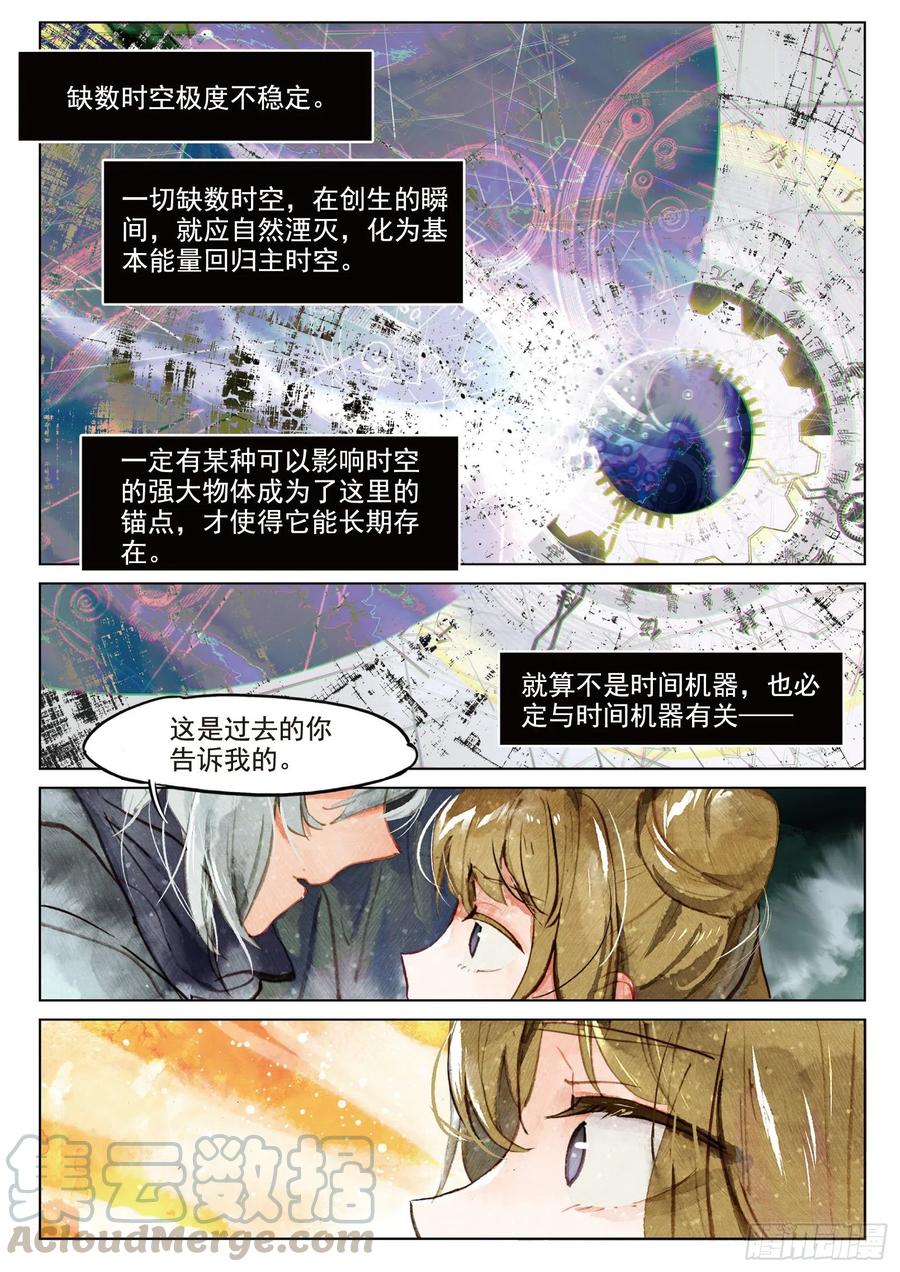 缺数时空极度不稳定。
一切缺数时空，在创生的瞬
间，就应自然湮灭，化为基
本能量回归主时空。
一定有某种可以影响时空
的强大物体成为了这里的
锚点，才使得它能长期存
在。
就算不是时间机器，也必
定与时间机器有关——
这是过去的你
告诉我的。
集云数据
ACloudMerge.com
腾讯动漫